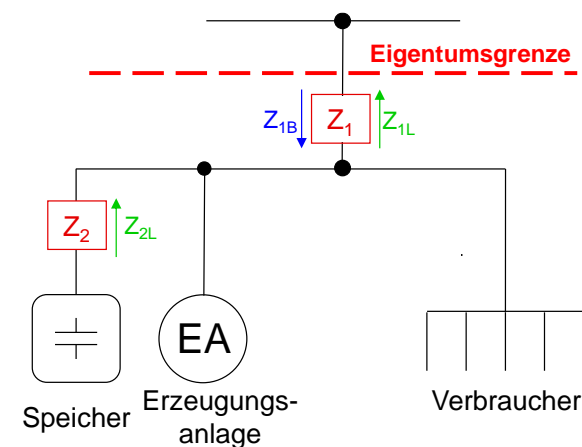 Eigentumsgrenze
Z1B
Z1
Z1L
Z2
Z2L
EA
Speicher
Erzeugungs-
anlage
Verbraucher